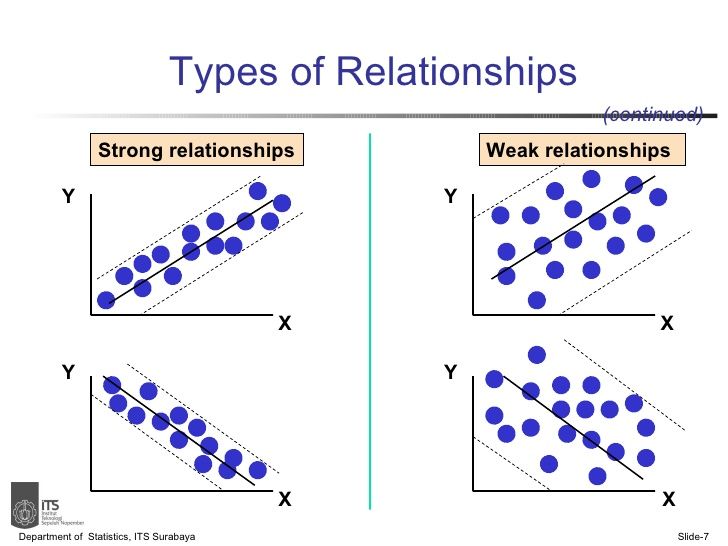 Types of Relationships
(continued)
Strong relationships
Weak relationships
Y
X
Y
X
Y
X
Y
X
iTS
Institut
Teknologi
Sepuluh Nopember
Department of Statistics, ITS Surabaya
Slide-7